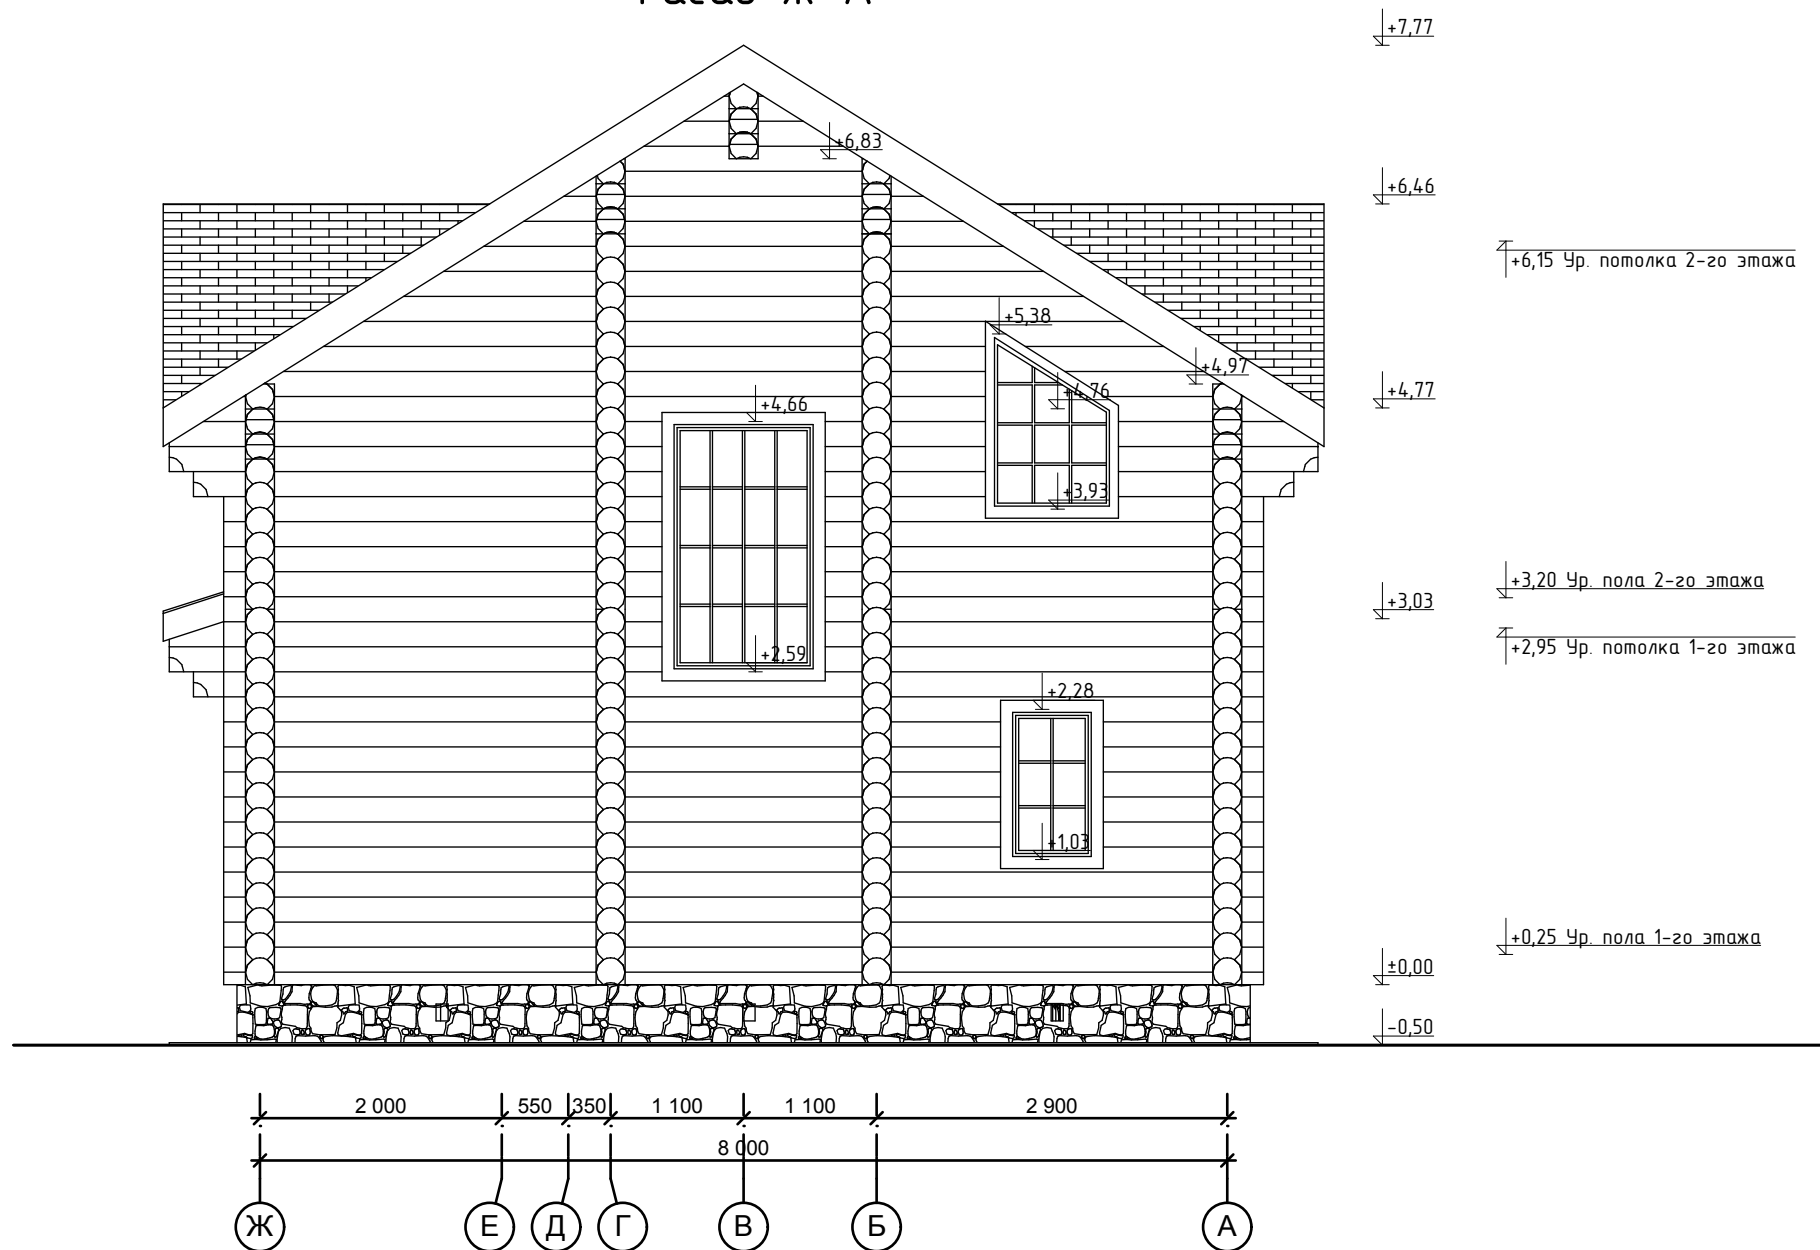 Фасад Ж-А
+7,77
+6,83
+6,46
+6,15 Ур. потолка 2-го этажа
+5,38
+4,97
+4,76
+4,77
+4,66
+3,93
+3,20 Ур. пола 2-го этажа
+3,03
+2,95 Ур. потолка 1-го этажа
+2,59
+2,28
+1,03
+0,25 Ур. пола 1-го этажа
±0,00
-0,50
2 000 550 350 1 100 1 100 2 900
8 000
Ж Е Д Г В Б А